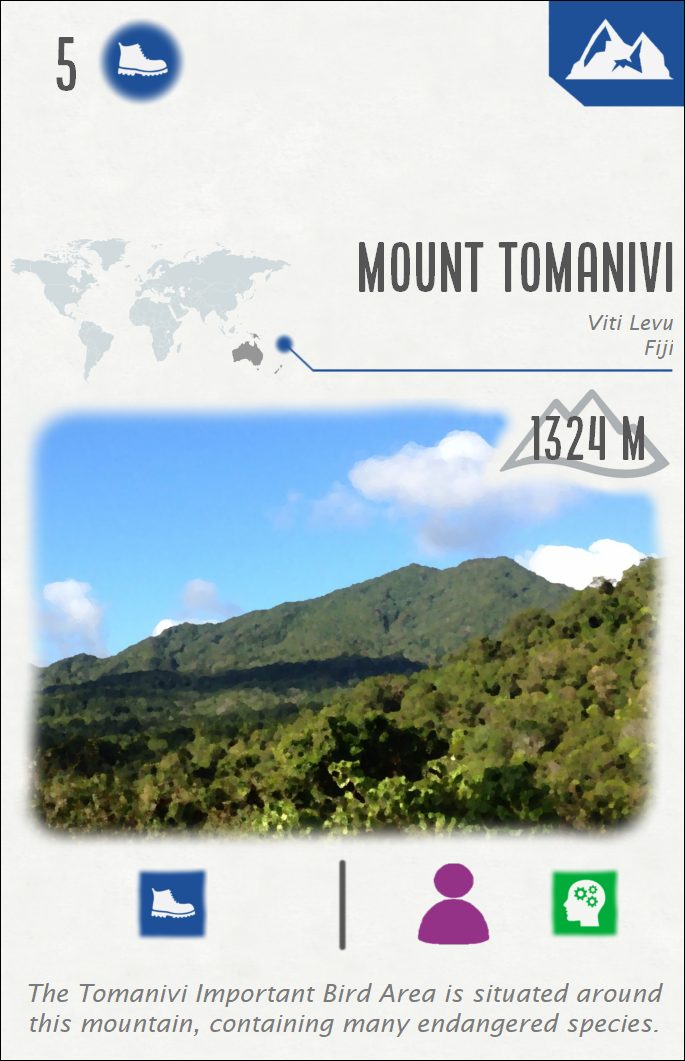 5
MOUNT TOMANIVI
Viti Levu
Fiji
1324 M
The Tomanivi Important Bird Area is situated around
this mountain, containing many endangered species.